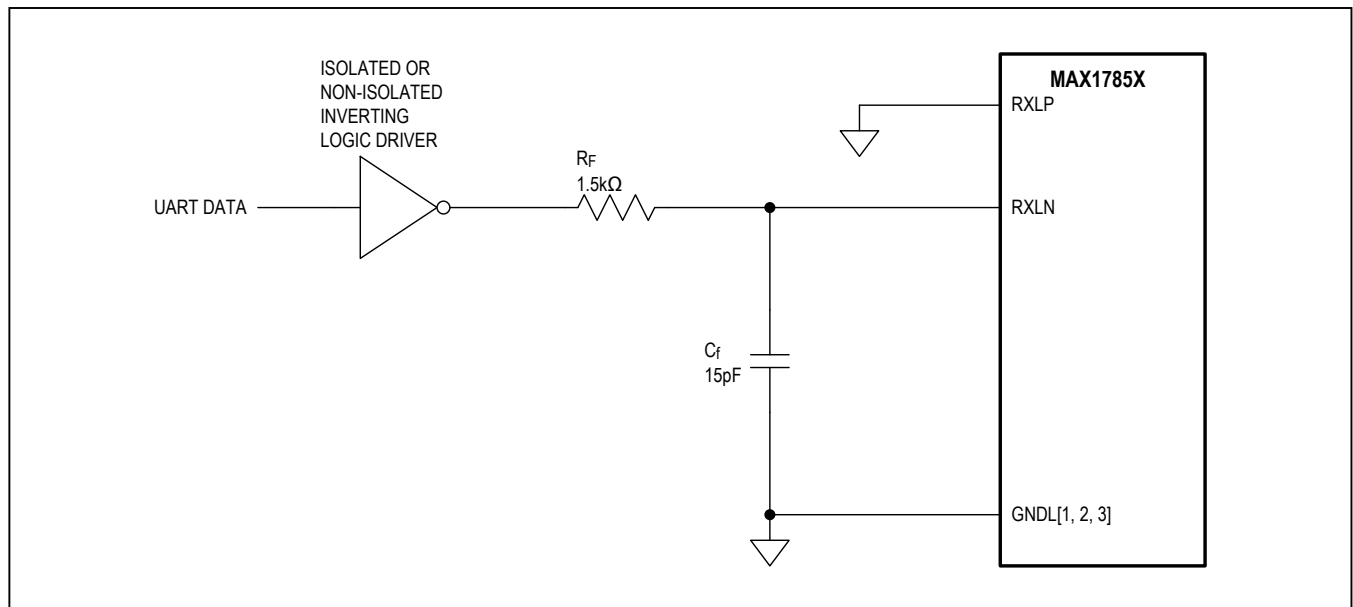 ISOLATED OR
NON-ISOLATED
INVERTING
LOGIC DRIVER
UART DATA
RF
1.5kΩ
Cf
15pF
MAX1785X
RXLP
RXLN
GNDL[1, 2, 3]